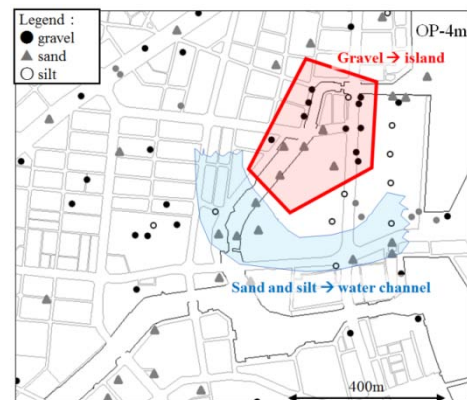 Legend :
gravel
sand
silt
OP-4m
Gravel → island
Sand and silt → water channel
400m